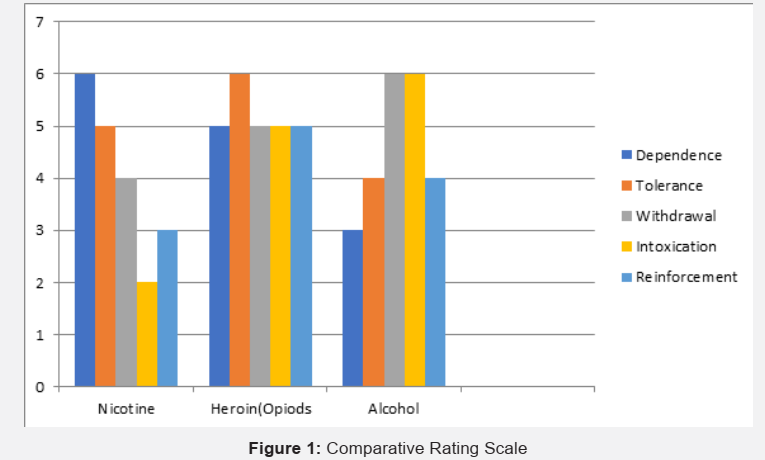 7
6
5
4
3
2
1
0
Nicotine Heroin(Opiods Alcohol
Dependence
Tolerance
Withdrawal
Intoxication
Reinforcement
Figure 1: Comparative Rating Scale